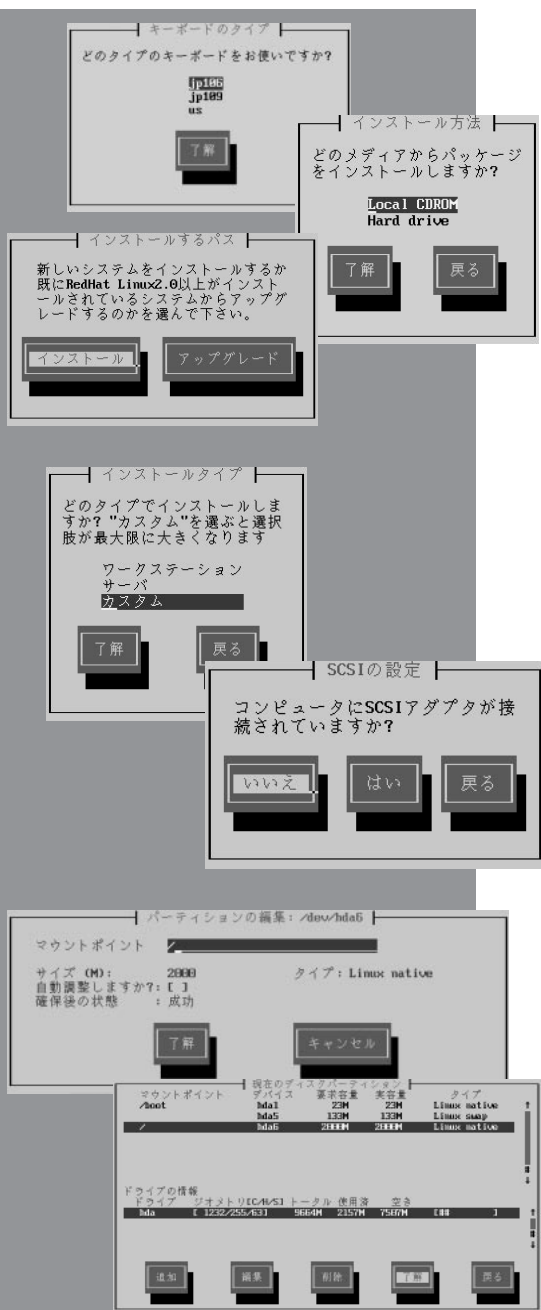 キーボードのタイプ
どのタイプのキーボードをお使いですか?
jp106
jp109
us
了解
インストール方法
どのメディアからパッケージ
をインストールしますか?
Local CDROM
Hard drive
了解 戻る
インストールするパス
新しいシステムをインストールするか
既にRedHat Linux2.0以上がインスト
ールされているシステムからアップグ
レードするのかを選んで下さい。
インストール アップグレード
インストールタイプ
どのタイプでインストールしま
すか? "カスタム"を選ぶと選択
肢が最大限に大きくなります
ワークステーション
サーバ
カスタム
了解 戻る
SCSIの設定
コンピュータにSCSIアダプタが接
続されていますか?
いいえ はい 戻る
パーティションの編集: /dev/hda6
マウントポイント /
サイズ (M): 2000 タイプ: Linux native
自動調整しますか?: [ ]
確保後の状態 : 成功
了解 キャンセル
現在のディスクパーティション
マウントポイント デバイス 要求容量 実容量 タイプ
/boot hda1 23M 23M Linux native
hda5 133M 133M Linux swap
/ hda6 2000M 2000M Linux native
ドライブの情報
ドライブ ジオメトリ[C/H/S] トータル 使用済 空き
hda [ 1232/255/63] 9664M 2157M 7507M [## ]
追加 編集 削除 了解 戻る